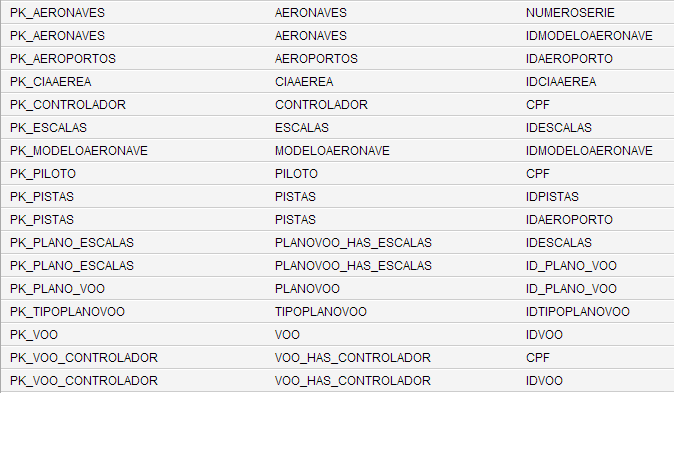 PK_AERONAVES AERONAVES NUMEROSERIE
PK_AERONAVES AERONAVES IDMODELOAERONAVE
PK_AEROPORTOS AEROPORTOS IDAEROPORTO
PK_CIAAEREA CIAAEREA IDCIAAEREA
PK_CONTROLADOR CONTROLADOR CPF
PK_ESCALAS ESCALAS IDESCALAS
PK_MODELOAERONAVE MODELOAERONAVE IDMODELOAERONAVE
PK_PILOTO PILOTO CPF
PK_PISTAS PISTAS IDPISTAS
PK_PISTAS PISTAS IDAEROPORTO
PK_PLANO_ESCALAS PLANOVOO_HAS_ESCALAS IDESCALAS
PK_PLANO_ESCALAS PLANOVOO_HAS_ESCALAS ID_PLANO_VOO
PK_PLANO_VOO PLANOVOO ID_PLANO_VOO
PK_TIPOPLANOVOO TIPOPLANOVOO IDTIPOPLANOVOO
PK_VOO VOO IDVOO
PK_VOO_CONTROLADOR VOO_HAS_CONTROLADOR CPF
PK_VOO_CONTROLADOR VOO_HAS_CONTROLADOR IDVOO